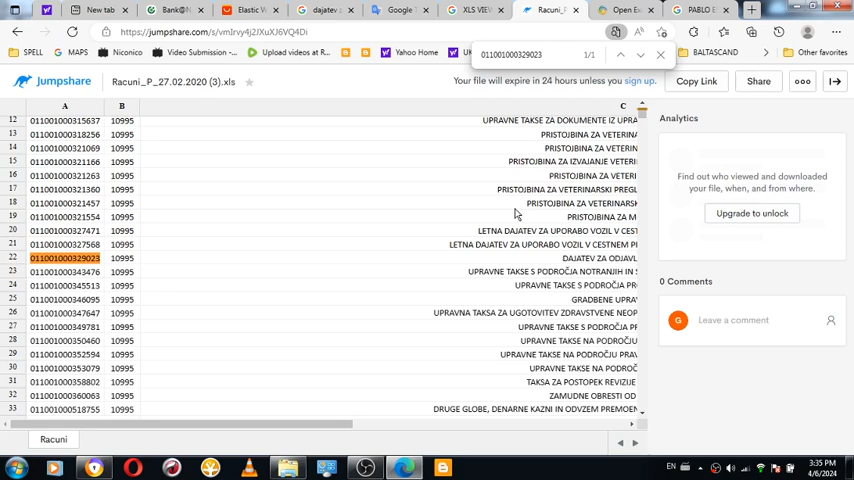 New tab
Bank@N
Elastic W
dajatev z
Google T
XLS VIEW
Racuni_P
Open Ex
PABLO E
https://jumpshare.com/s/vmIrvy4j2JXuXJ6VQ4Di
SPELL
MAPS
Niconico
Video Submission -...
Upload videos at R...
Yahoo Home
UK
BALTASCAND
Other favorites
011001000329023
1/1
Jumpshare
Racuni_P_27.02.2020 (3).xls
Your file will expire in 24 hours unless you sign up.
Copy Link
Share
A B C
12 011001000315637 10995 UPRAVNE TAKSE ZA DOKUMENTE IZ UPRA
13 011001000318256 10995 PRISTOJBINA ZA VETERINA
14 011001000321069 10995 PRISTOJBINA ZA VETERIN
15 011001000321166 10995 PRISTOJBINA ZA IZVAJANJE VETERI
16 011001000321263 10995 PRISTOJBINA ZA VETERI
17 011001000321360 10995 PRISTOJBINA ZA VETERINARSKI PREGL
18 011001000321457 10995 PRISTOJBINA ZA VETERINARSK
19 011001000321554 10995 PRISTOJBINA ZA M
20 011001000327471 10995 LETNA DAJATEV ZA UPORABO VOZIL V CEST
21 011001000327568 10995 LETNA DAJATEV ZA UPORABO VOZIL V CESTNEM P
22 011001000329023 10995 DAJATEV ZA ODJAVL
23 011001000343476 10995 UPRAVNE TAKSE S PODROČJA NOTRANJIH IN
24 011001000345513 10995 UPRAVNE TAKSE S PODROČJA PR
25 011001000346095 10995 GRADBENE UPRA
26 011001000347647 10995 UPRAVNA TAKSA ZA UGOTOVITEV ZDRAVSTVENE NEOP
27 011001000349781 10995 UPRAVNE TAKSE S PODROČJA P
28 011001000350460 10995 UPRAVNE TAKSE NA PODROČJU
29 011001000352594 10995 UPRAVNE TAKSE NA PODROČJU PRAV
30 011001000353079 10995 UPRAVNE TAKSE NA PODROČ
31 011001000358802 10995 TAKSA ZA POSTOPEK REVIZIJE
32 011001000360063 10995 ZAMUDNE OBRESTI OD
33 011001000518755 10995 DRUGE GLOBE, DENARNE KAZNI IN ODVZEM PREMOEN
Racuni
Analytics
Find out who viewed and downloaded
your file, when, and from where.
Upgrade to unlock
0 Comments
G
Leave a comment
EN
3:35 PM
4/6/2024